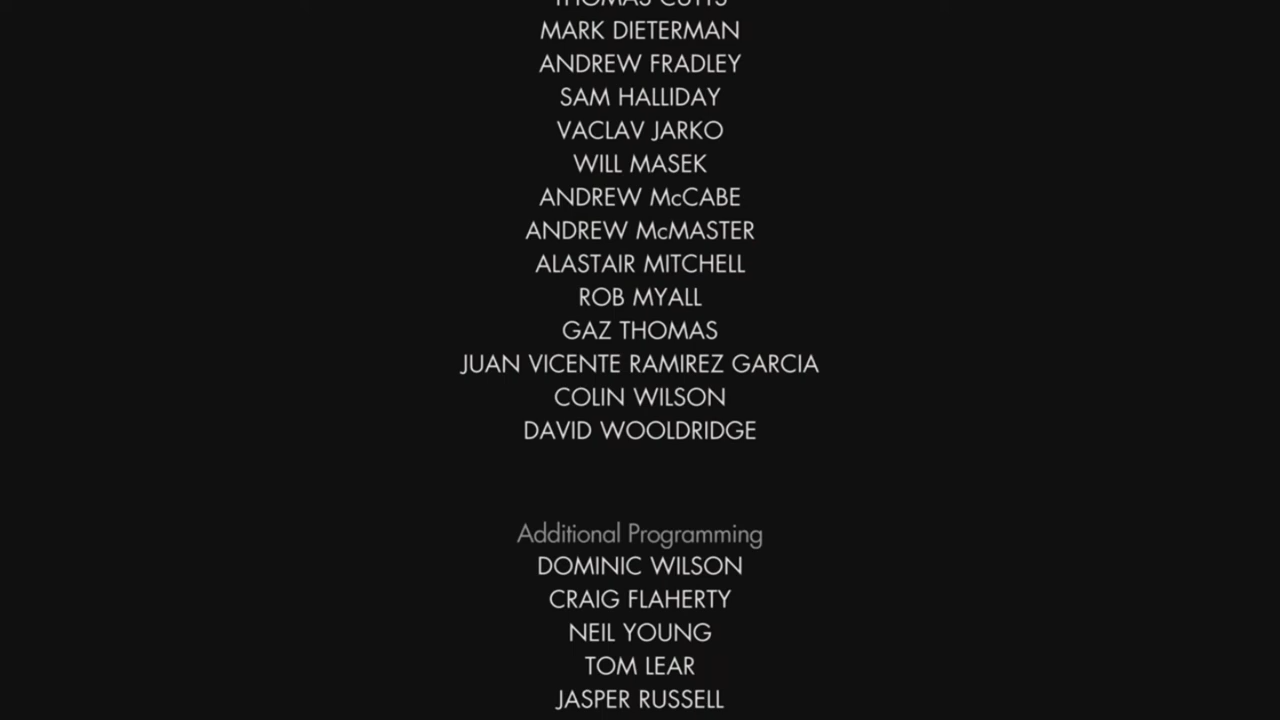 THOMAS CUTTS
MARK DIETERMAN
ANDREW FRADLEY
SAM HALLIDAY
VACLAV JARKO
WILL MASEK
ANDREW McCABE
ANDREW McMASTER
ALASTAIR MITCHELL
ROB MYALL
GAZ THOMAS
JUAN VICENTE RAMIREZ GARCIA
COLIN WILSON
DAVID WOOLDRIDGE
Additional Programming
DOMINIC WILSON
CRAIG FLAHERTY
NEIL YOUNG
TOM LEAR
JASPER RUSSELL